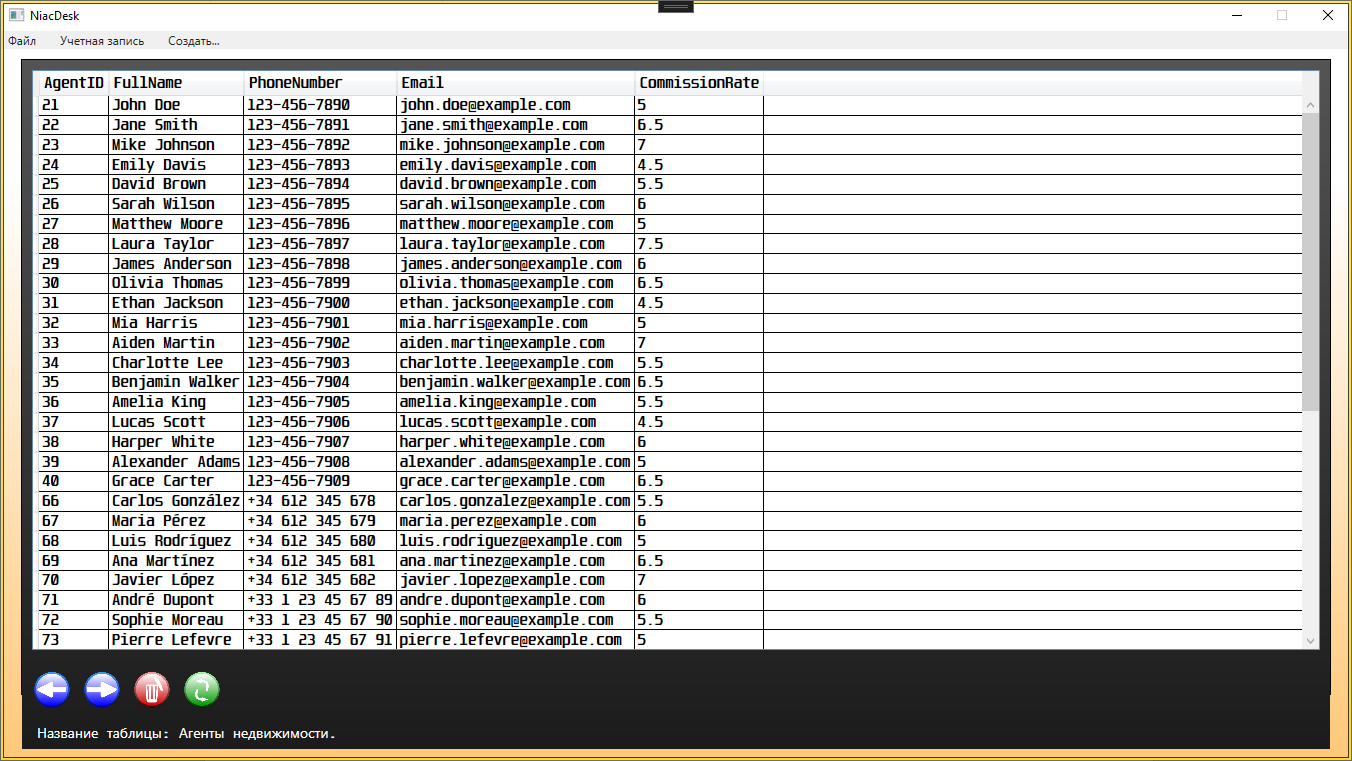 NiacDesk
Файл Учетная запись Создать...
AgentID FullName PhoneNumber Email CommissionRate
21 John Doe 123-456-7890 john.doe@example.com 5
22 Jane Smith 123-456-7891 jane.smith@example.com 6.5
23 Mike Johnson 123-456-7892 mike.johnson@example.com 7
24 Emily Davis 123-456-7893 emily.davis@example.com 4.5
25 David Brown 123-456-7894 david.brown@example.com 5.5
26 Sarah Wilson 123-456-7895 sarah.wilson@example.com 6
27 Matthew Moore 123-456-7896 matthew.moore@example.com 5
28 Laura Taylor 123-456-7897 laura.taylor@example.com 7.5
29 James Anderson 123-456-7898 james.anderson@example.com 6
30 Olivia Thomas 123-456-7899 olivia.thomas@example.com 6.5
31 Ethan Jackson 123-456-7900 ethan.jackson@example.com 4.5
32 Mia Harris 123-456-7901 mia.harris@example.com 5
33 Aiden Martin 123-456-7902 aiden.martin@example.com 7
34 Charlotte Lee 123-456-7903 charlotte.lee@example.com 5.5
35 Benjamin Walker 123-456-7904 benjamin.walker@example.com 6.5
36 Amelia King 123-456-7905 amelia.king@example.com 5.5
37 Lucas Scott 123-456-7906 lucas.scott@example.com 4.5
38 Harper White 123-456-7907 harper.white@example.com 6
39 Alexander Adams 123-456-7908 alexander.adams@example.com 5
40 Grace Carter 123-456-7909 grace.carter@example.com 6.5
66 Carlos González +34 612 345 678 carlos.gonzalez@example.com 5.5
67 Maria Pérez +34 612 345 679 maria.perez@example.com 6
68 Luis Rodríguez +34 612 345 680 luis.rodriguez@example.com 5
69 Ana Martínez +34 612 345 681 ana.martinez@example.com 6.5
70 Javier López +34 612 345 682 javier.lopez@example.com 7
71 André Dupont +33 1 23 45 67 89 andre.dupont@example.com 6
72 Sophie Moreau +33 1 23 45 67 90 sophie.moreau@example.com 5.5
73 Pierre Lefevre +33 1 23 45 67 91 pierre.lefevre@example.com 5
Название таблицы: Агенты недвижимости.